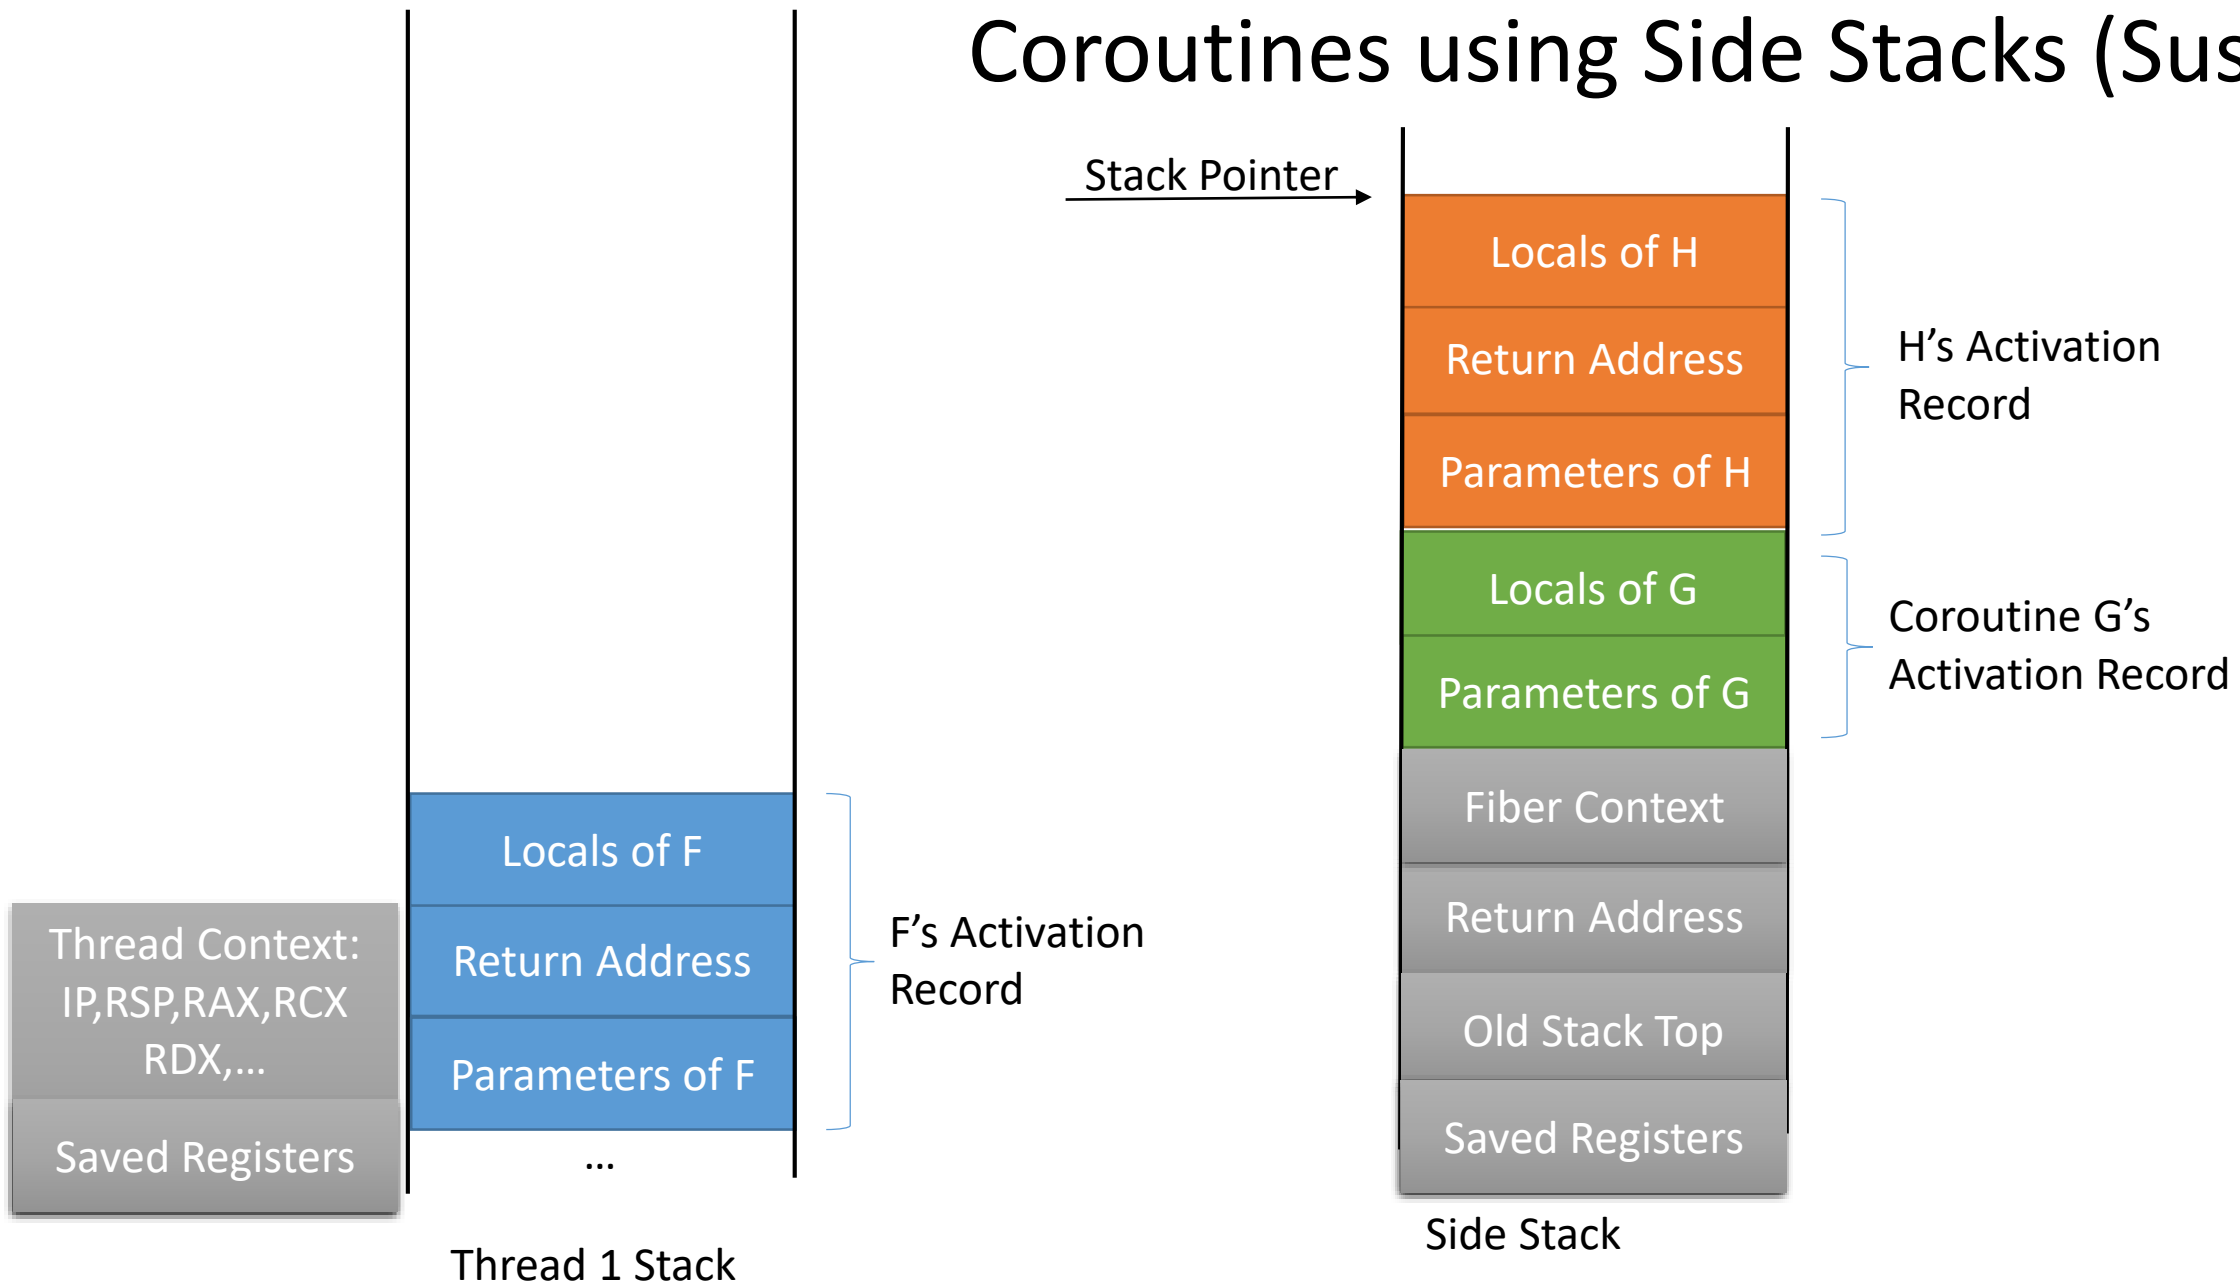 Coroutines using Side Stacks (Sus
Stack Pointer
Locals of H
Return Address
Parameters of H
H’s Activation
Record
Locals of G
Parameters of G
Coroutine G’s
Activation Record
Fiber Context
Return Address
Old Stack Top
Saved Registers
Side Stack
Locals of F
Return Address
Parameters of F
...
F’s Activation
Record
Thread Context:
IP,RSP,RAX,RCX
RDX,...
Saved Registers
Thread 1 Stack